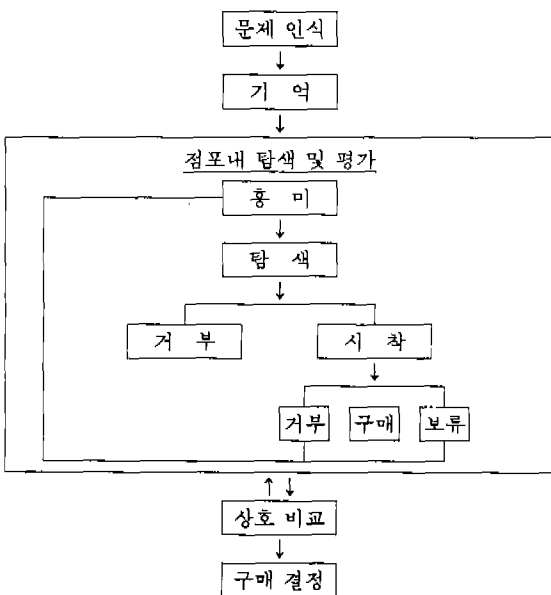 문제 인식
↓
기 억
↓
점포내 탐색 및 평가
흥 미
↓
탐 색
↓
거 부 시 착
↓
거부 구매 보류
↑ ↓
상호 비교
↓
구매 결정